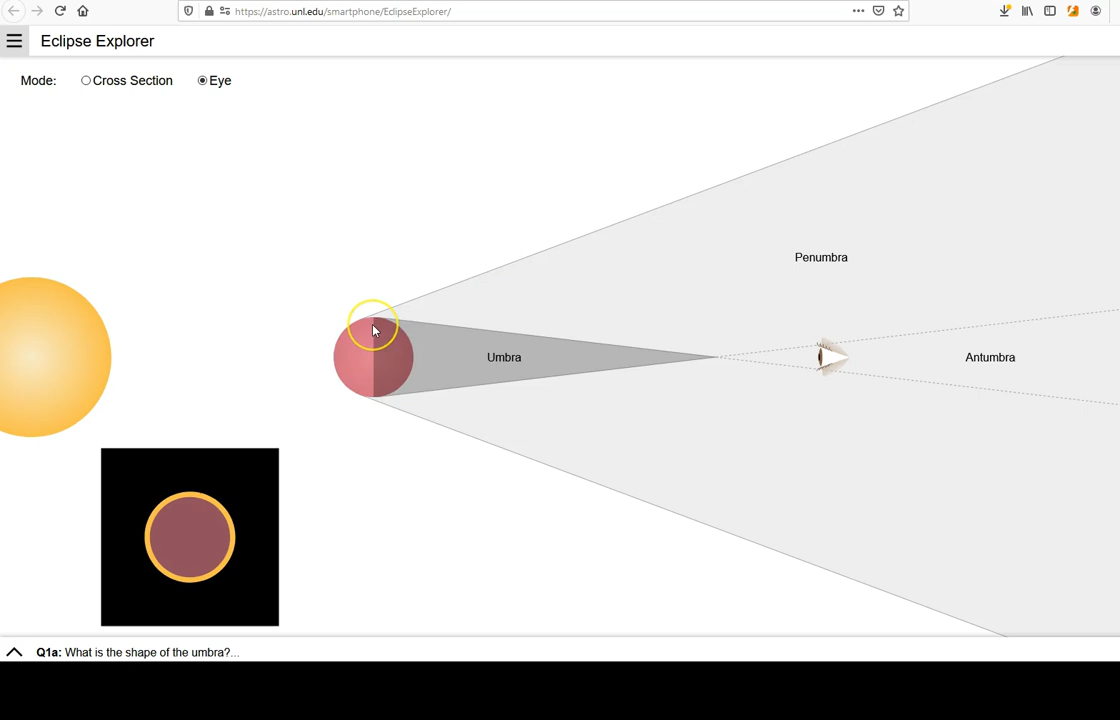 https://astro.unl.edu/smartphone/EclipseExplorer/
Eclipse Explorer
Mode: Cross Section Eye
Penumbra
Umbra
Antumbra
Q1a: What is the shape of the umbra?...